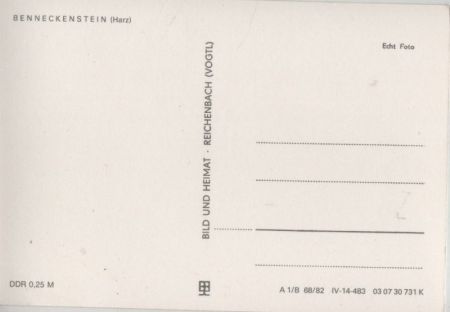 BENNECKENSTEIN (Harz)
Echt Foto
BILD UND HEIMAT · REICHENBACH (VOGTL)
DDR 0,25 M
A 1/B 68/82 IV-14-483 03 07 30 731 K